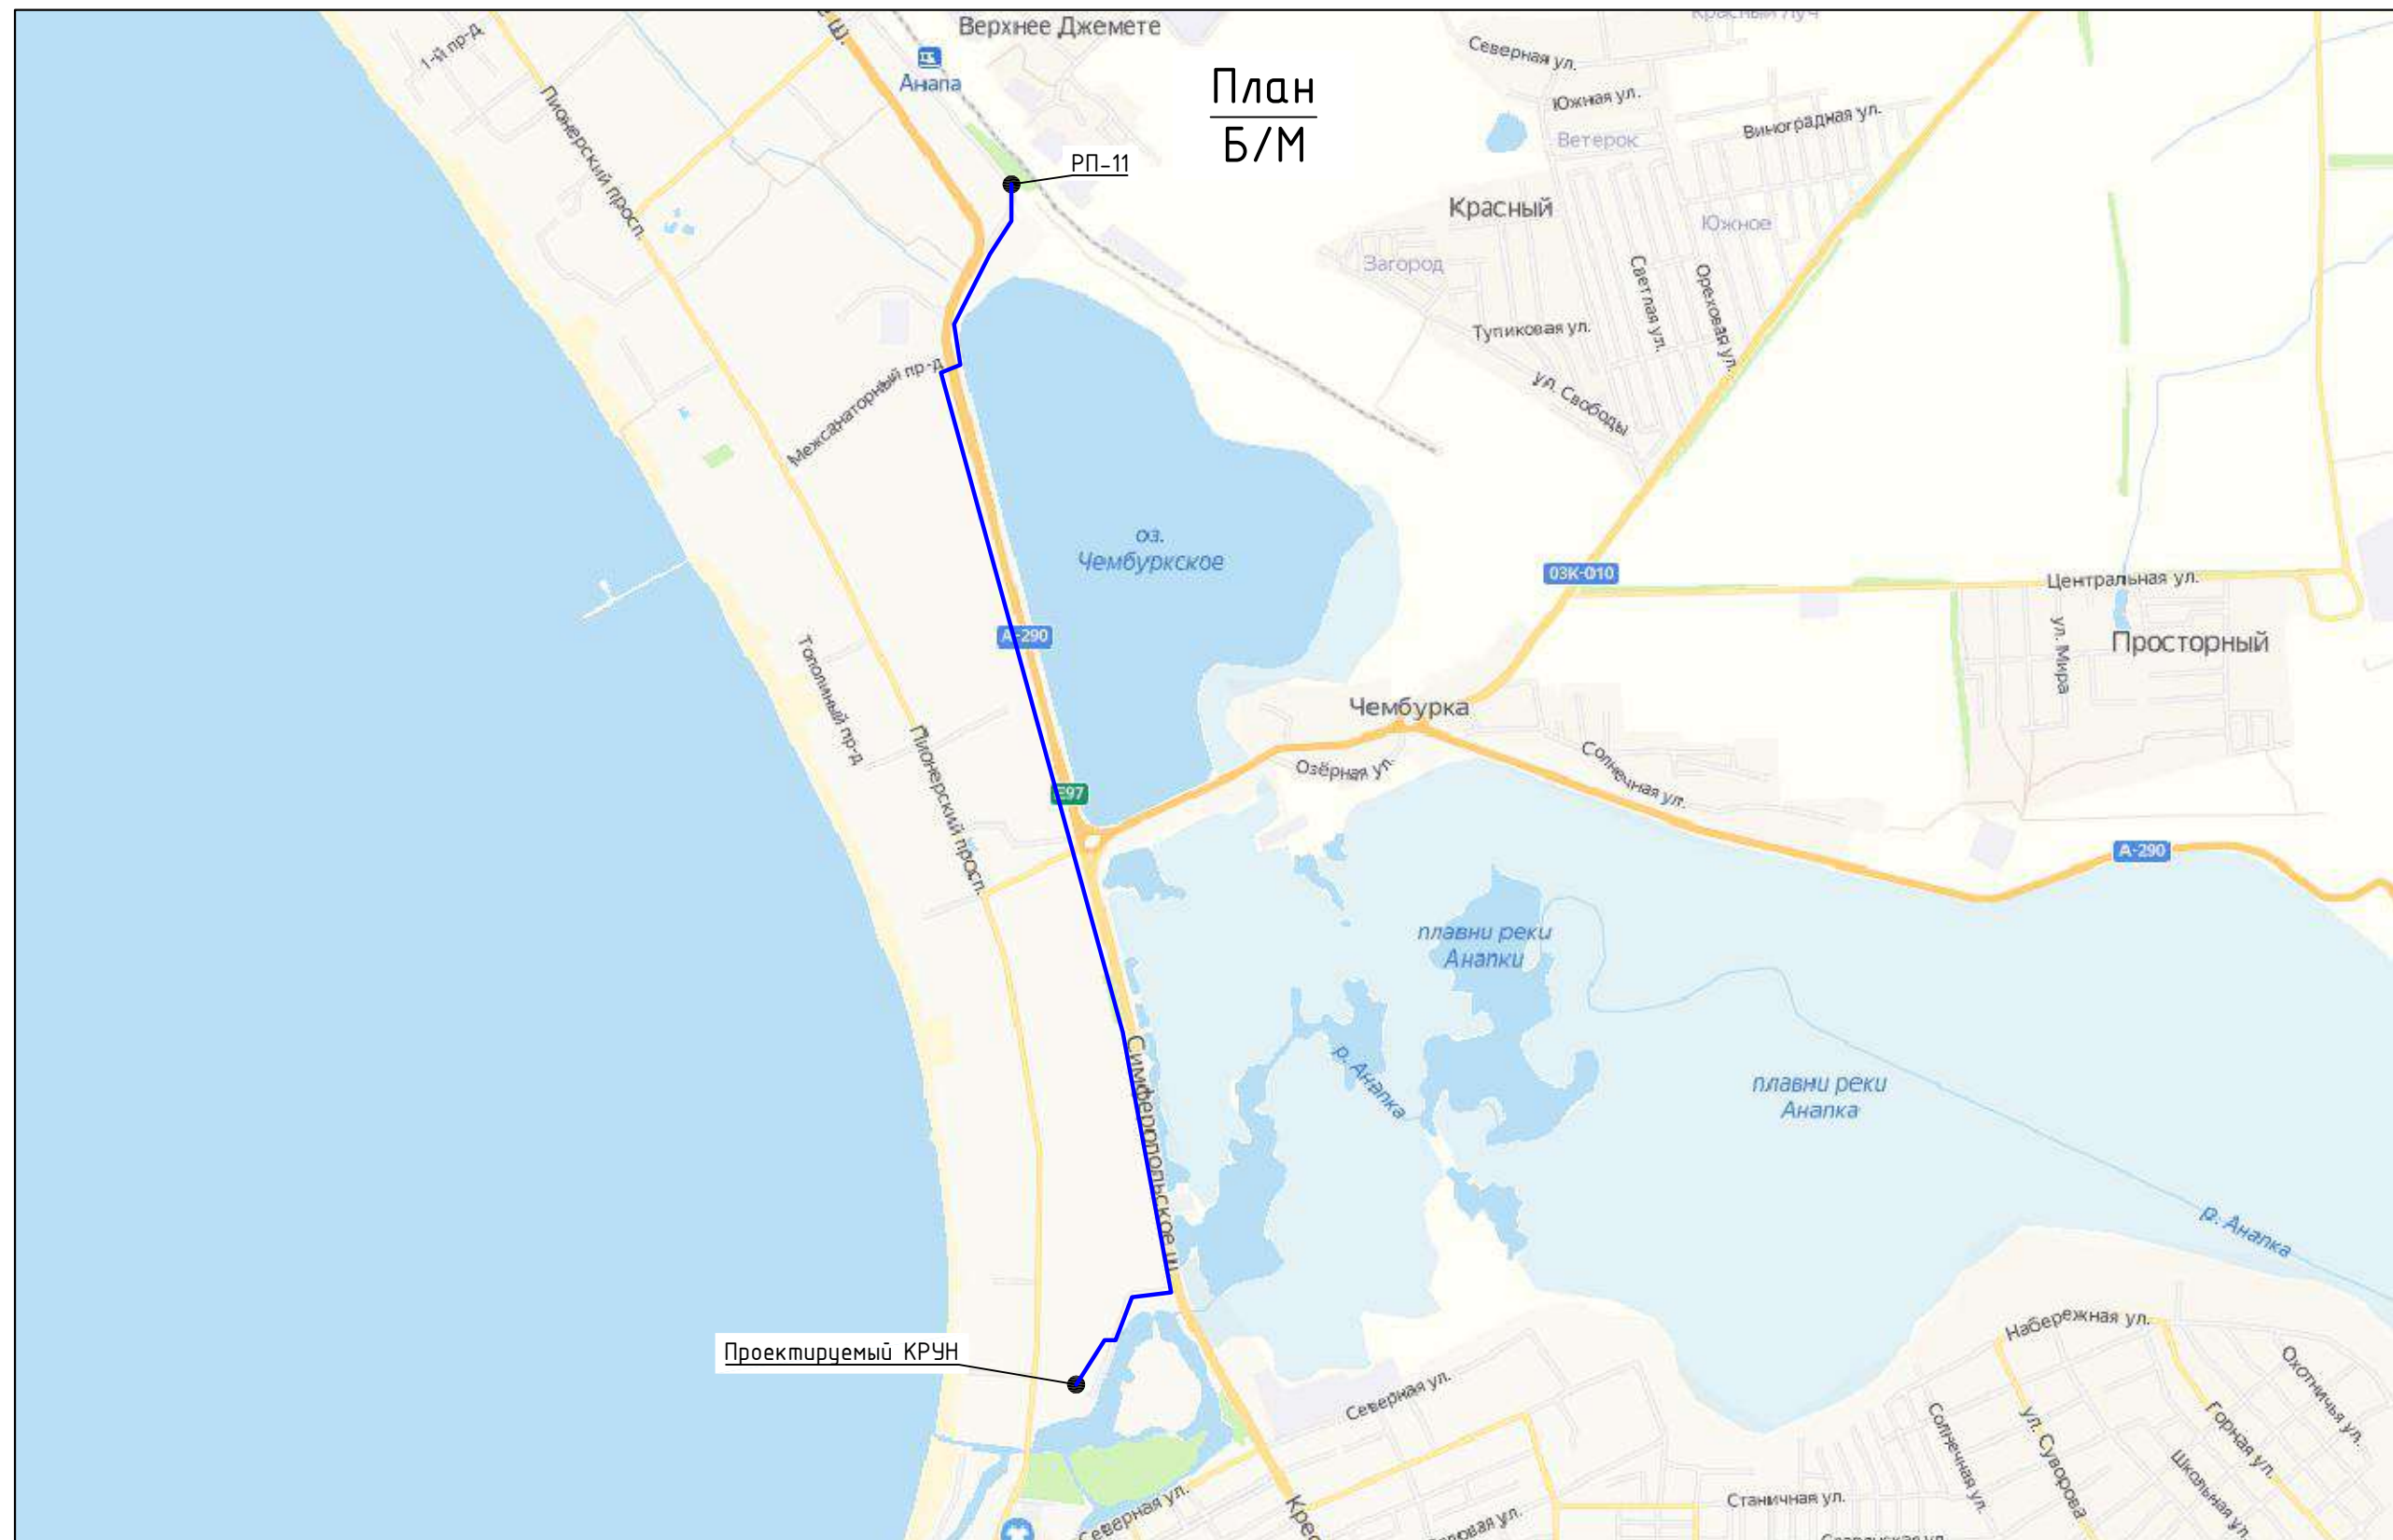 Верхнее Джемете
Красный Луч
1-й пр-д
е ш.
Северная ул.
Анапа
План
Б/М
Пионерский просп.
Южная ул.
Виноградная ул.
Ветерок
РП-11
Красный
Южное
Загород
Светлая ул.
Ореховая ул.
Тупиковая ул.
Межсанаторный пр-д
ул. Свободы
оз.
Чембуркское
03К-010
Центральная ул.
А-290
ул. Мира
Просторный
Тополиный пр-д
Чембурка
Пионерский просп.
Озёрная ул.
Солнечная ул.
E97
А-290
плавни реки
Анапки
Симферопольское ш.
р. Анапка
плавни реки
Анапка
р. Анапка
Набережная ул.
Проектируемый КРУН
Северная ул.
Охотничья ул.
Солнечная ул.
ул. Суворова
Горная ул.
Школьная ул.
Северная ул.
Крес
Станичная ул.